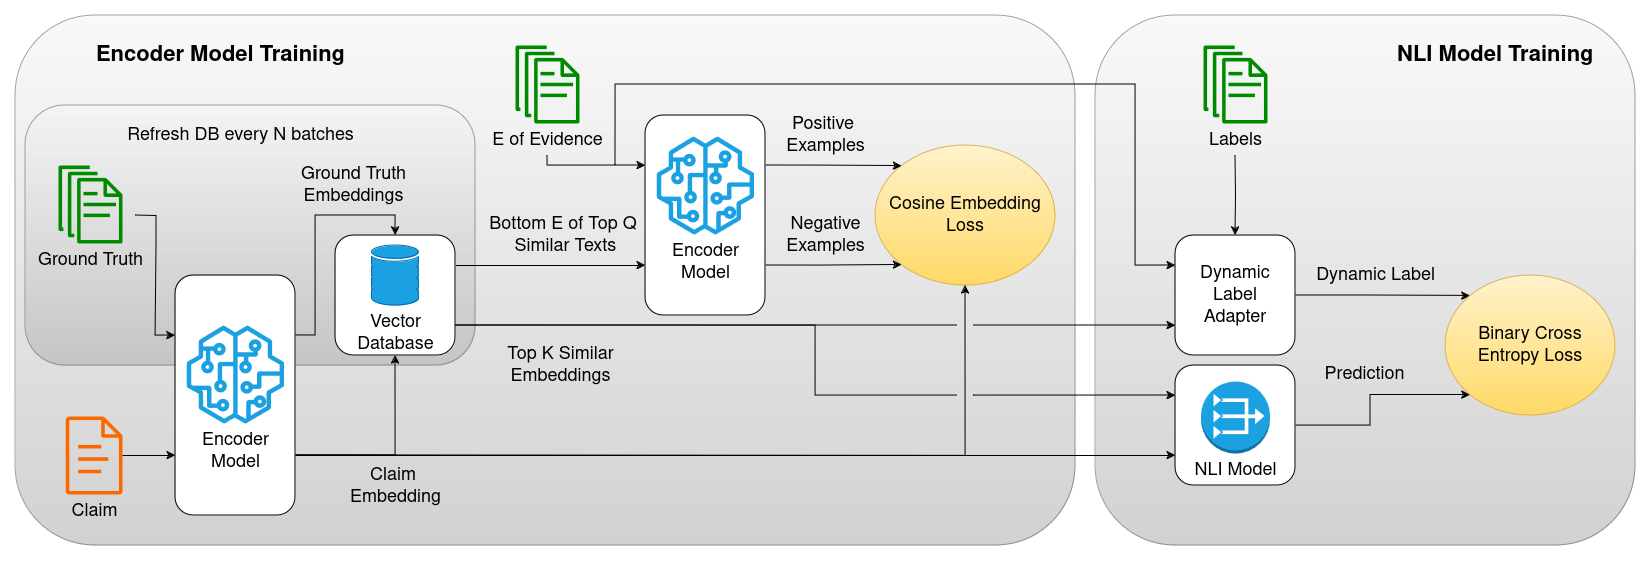 Encoder Model Training
NLI Model Training
Refresh DB every N batches
E of Evidence
Labels
Positive
Examples
Ground Truth
Embeddings
Ground Truth
Bottom E of Top Q
Similar Texts
Encoder
Model
Negative
Examples
Cosine Embedding
Loss
Vector
Database
Dynamic
Label
Adapter
Dynamic Label
Binary Cross
Entropy Loss
Top K Similar
Embeddings
Prediction
Encoder
Model
NLI Model
Claim
Embedding
Claim